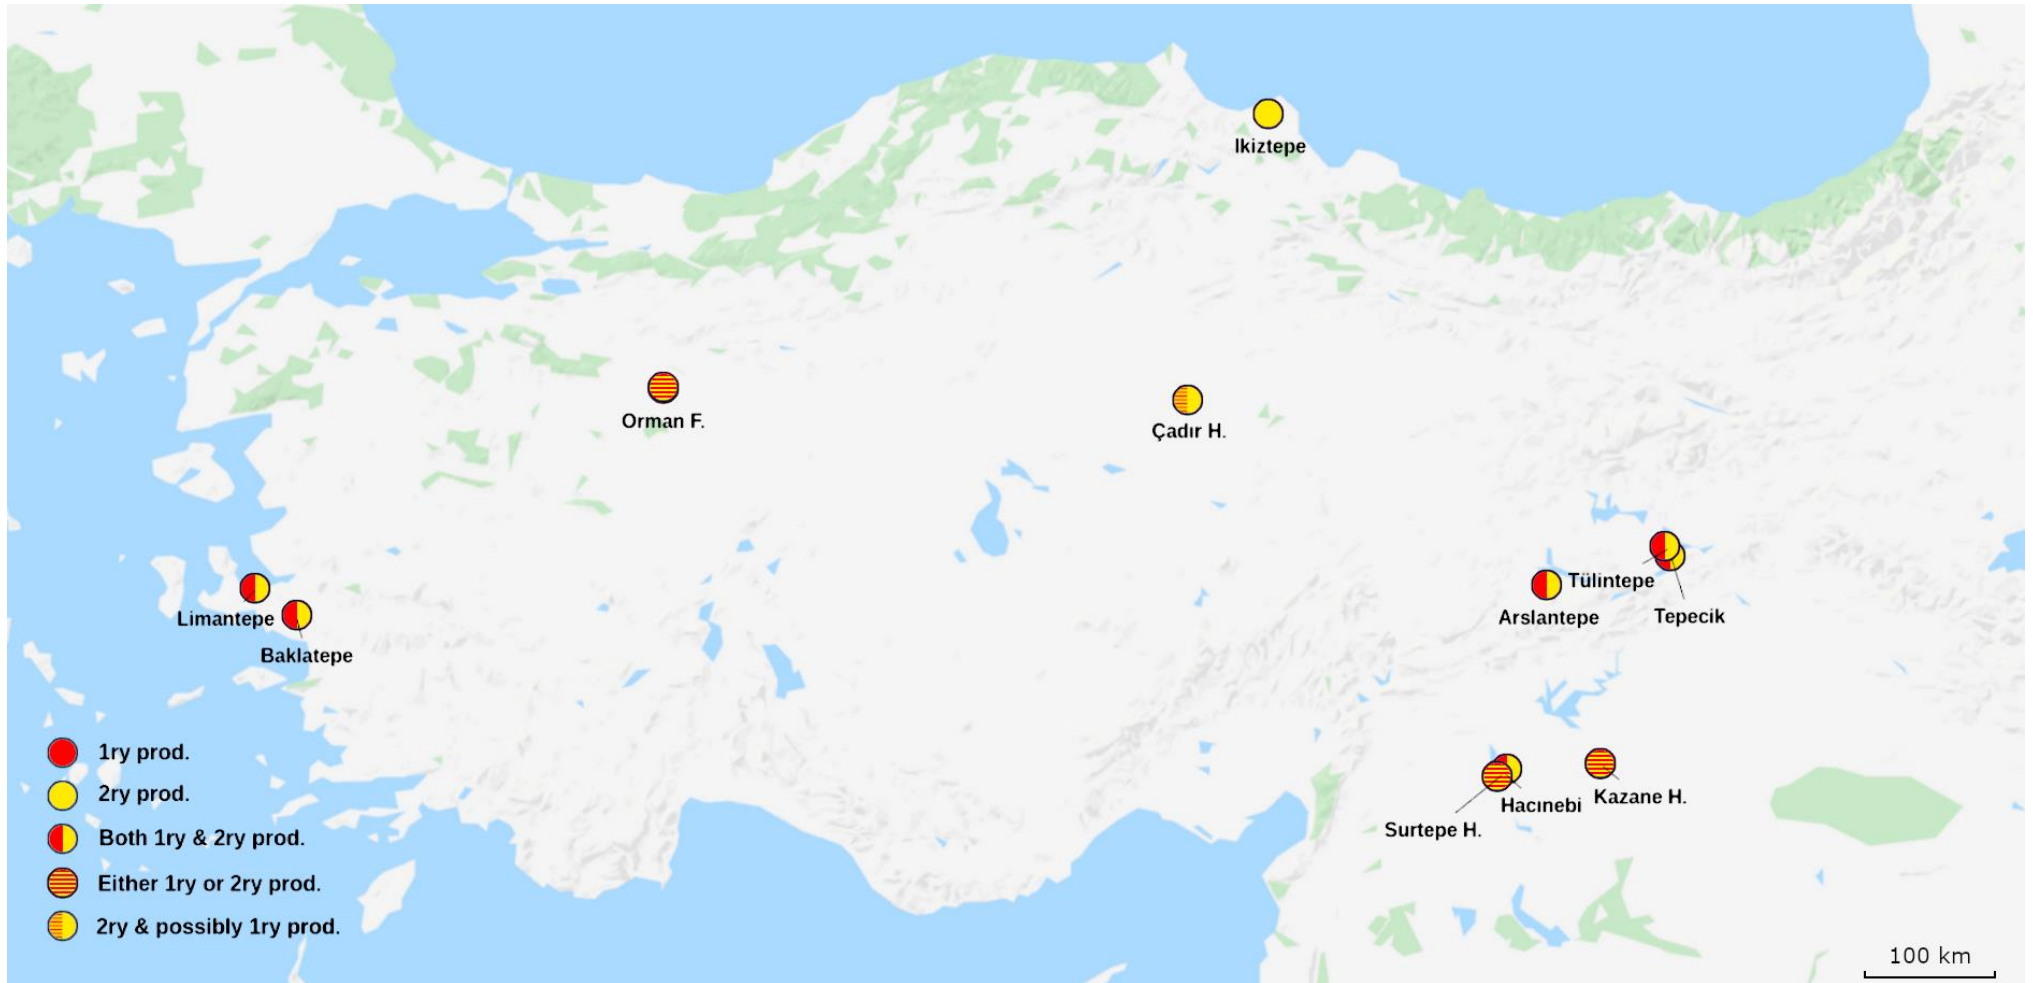 Ikiztepe
Orman F.
Çadır H.
Tülintepe
Arslantepe
Tepecik
Limantepe
Baklatepe
Hacınebi
Kazane H.
Surtepe H.
1ry prod.
2ry prod.
Both 1ry & 2ry prod.
Either 1ry or 2ry prod.
2ry & possibly 1ry prod.
100 km